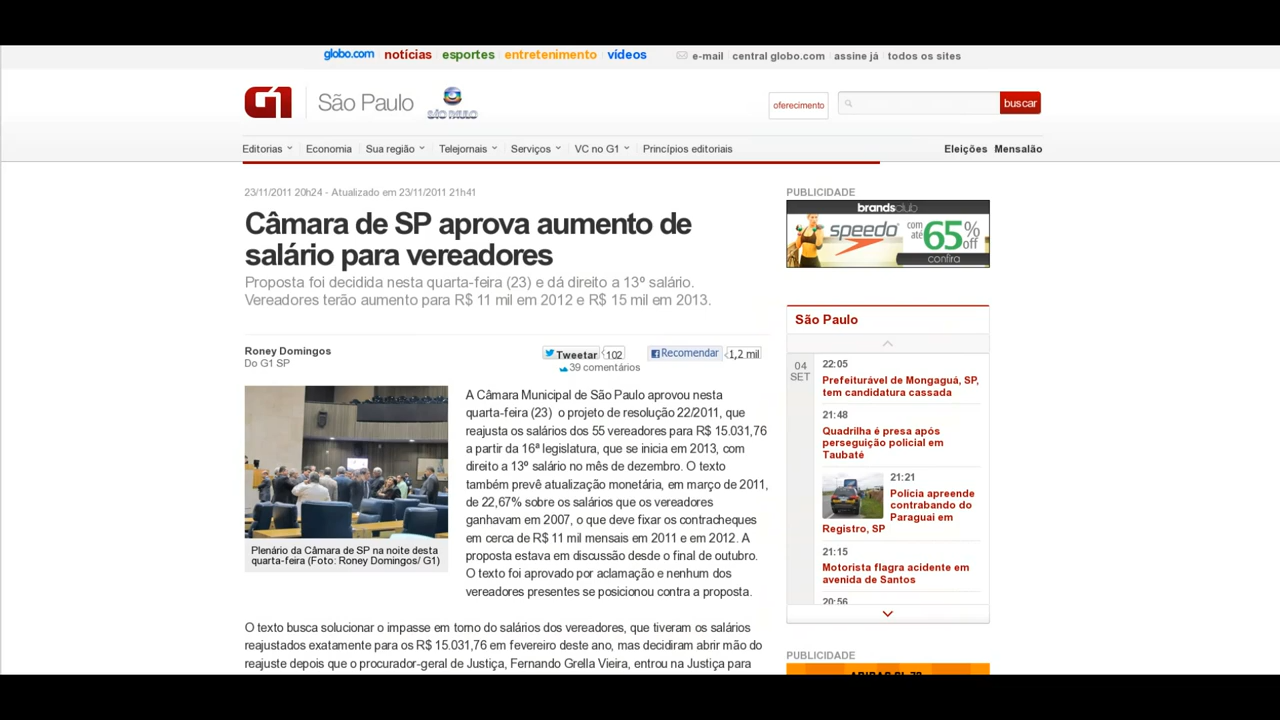 globo.com notícias esportes entretenimento vídeos e-mail central globo.com assine já todos os sites
G1 São Paulo SÃO PAULO oferecimento buscar
Editorias Economia Sua região Telejornais Serviços VC no G1 Princípios editoriais Eleições Mensalão
23/11/2011 20h24 - Atualizado em 23/11/2011 21h41
Câmara de SP aprova aumento de
salário para vereadores
Proposta foi decidida nesta quarta-feira (23) e dá direito a 13º salário.
Vereadores terão aumento para R$ 11 mil em 2012 e R$ 15 mil em 2013.
Roney Domingos
Do G1 SP
Tweetar 102 Recomendar 1,2 mil
39 comentários
Plenário da Câmara de SP na noite desta
quarta-feira (Foto: Roney Domingos/ G1)
A Câmara Municipal de São Paulo aprovou nesta
quarta-feira (23) o projeto de resolução 22/2011, que
reajusta os salários dos 55 vereadores para R$ 15.031,76
a partir da 16ª legislatura, que se inicia em 2013, com
direito a 13º salário no mês de dezembro. O texto
também prevê atualização monetária, em março de 2011,
de 22,67% sobre os salários que os vereadores
ganhavam em 2007, o que deve fixar os contracheques
em cerca de R$ 11 mil mensais em 2011 e em 2012. A
proposta estava em discussão desde o final de outubro.
O texto foi aprovado por aclamação e nenhum dos
vereadores presentes se posicionou contra a proposta.
O texto busca solucionar o impasse em torno do salários dos vereadores, que tiveram os salários
reajustados exatamente para os R$ 15.031,76 em fevereiro deste ano, mas decidiram abrir mão do
reajuste depois que o procurador-geral de Justiça, Fernando Grella Vieira, entrou na Justiça para
PUBLICIDADE
brandsclub
speedo com até 65% off
confira
São Paulo
04
SET
22:05
Prefeiturável de Mongaguá, SP,
tem candidatura cassada
21:48
Quadrilha é presa após
perseguição policial em
Taubaté
21:21
Polícia apreende
contrabando do
Paraguai em
Registro, SP
21:15
Motorista flagra acidente em
avenida de Santos
20:56
PUBLICIDADE